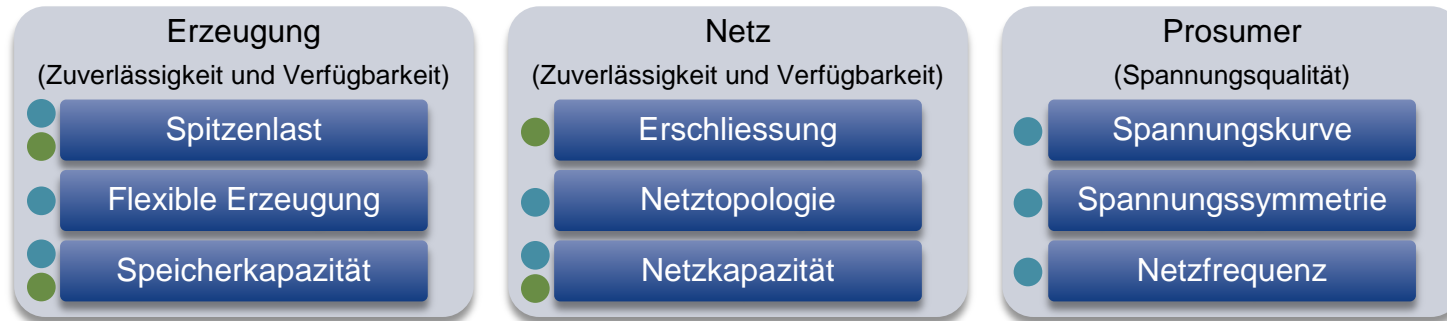 Erzeugung
(Zuverlässigkeit und Verfügbarkeit)
Spitzenlast
Flexible Erzeugung
Speicherkapazität
Netz
(Zuverlässigkeit und Verfügbarkeit)
Erschliessung
Netztopologie
Netzkapazität
Prosumer
(Spannungsqualität)
Spannungskurve
Spannungssymmetrie
Netzfrequenz